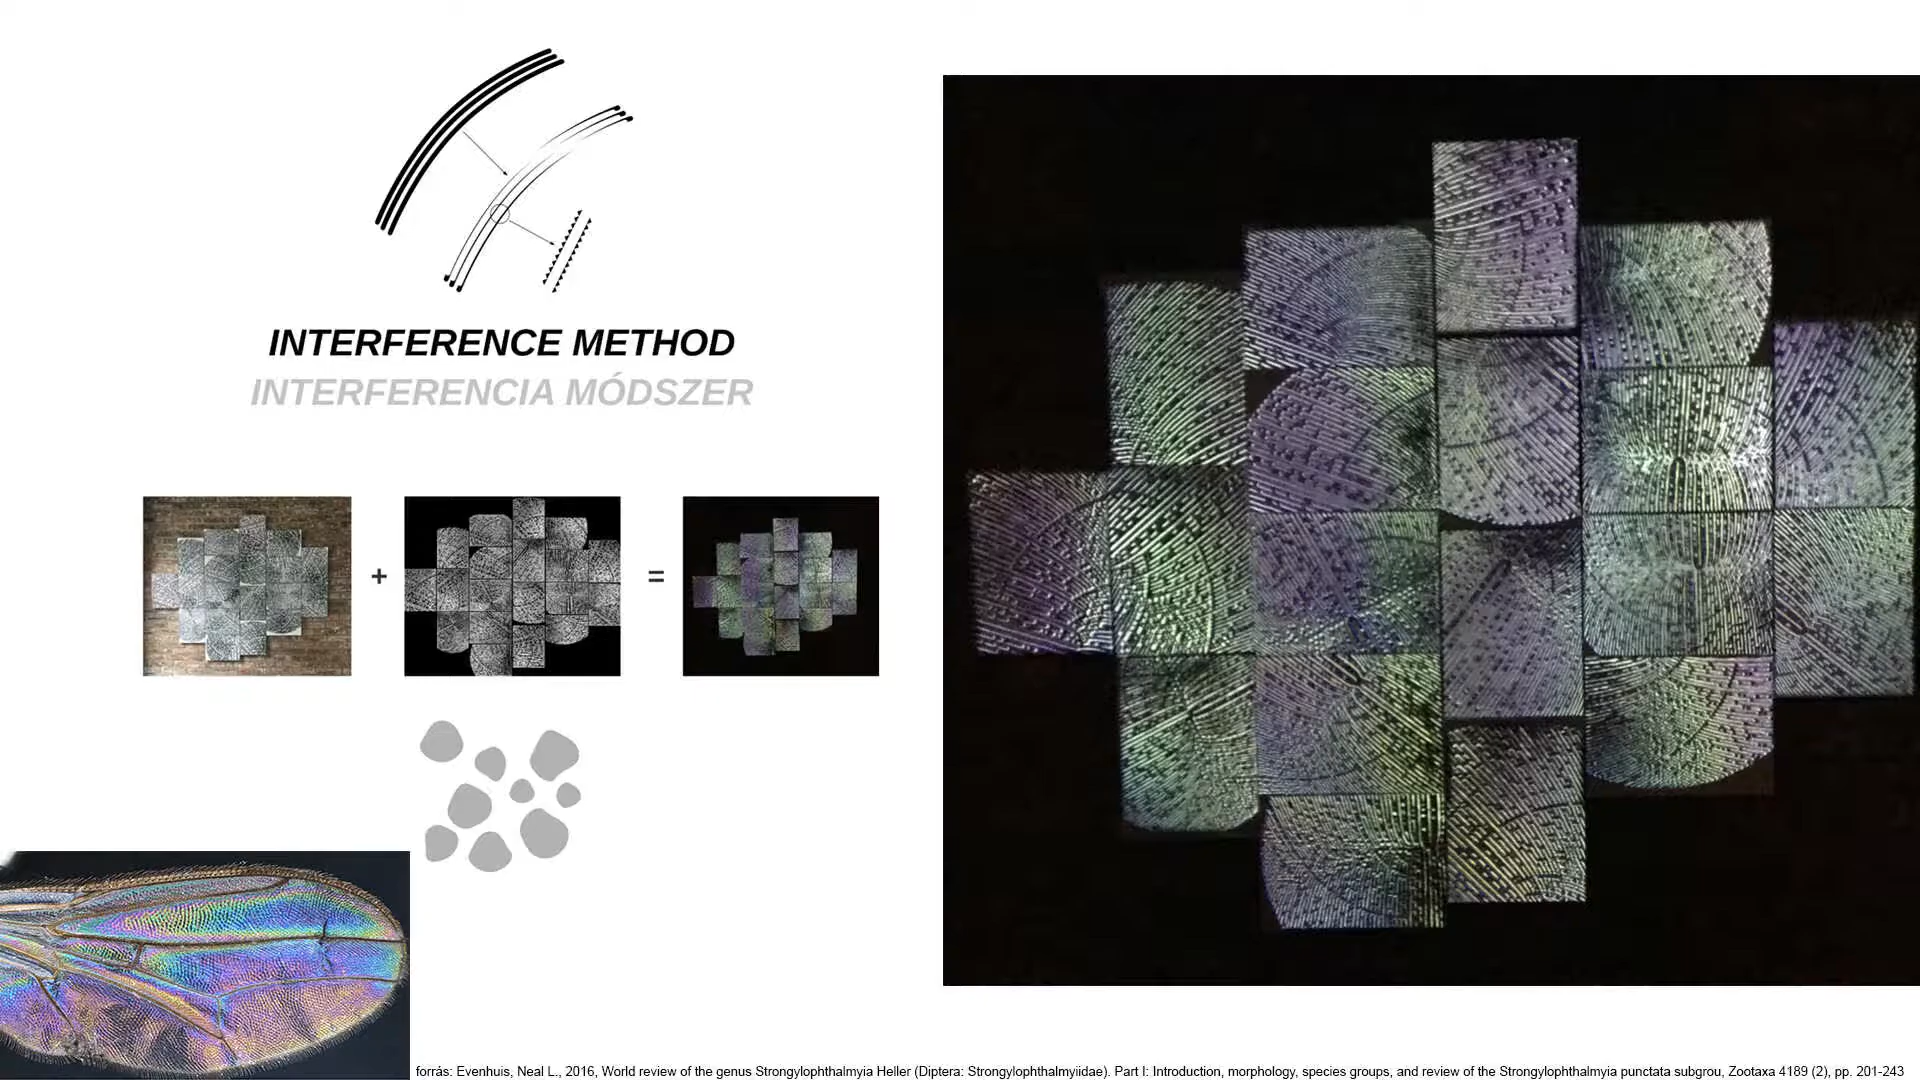 INTERFERENCE METHOD
INTERFERENCIA MÓDSZER
+ =
forrás: Evenhuis, Neal L., 2016, World review of the genus Strongylophthalmyia Heller (Diptera: Strongylophthalmyiidae). Part I: Introduction, morphology, species groups, and review of the Strongylophthalmyia punctata subgrou, Zootaxa 4189 (2), pp. 201-243